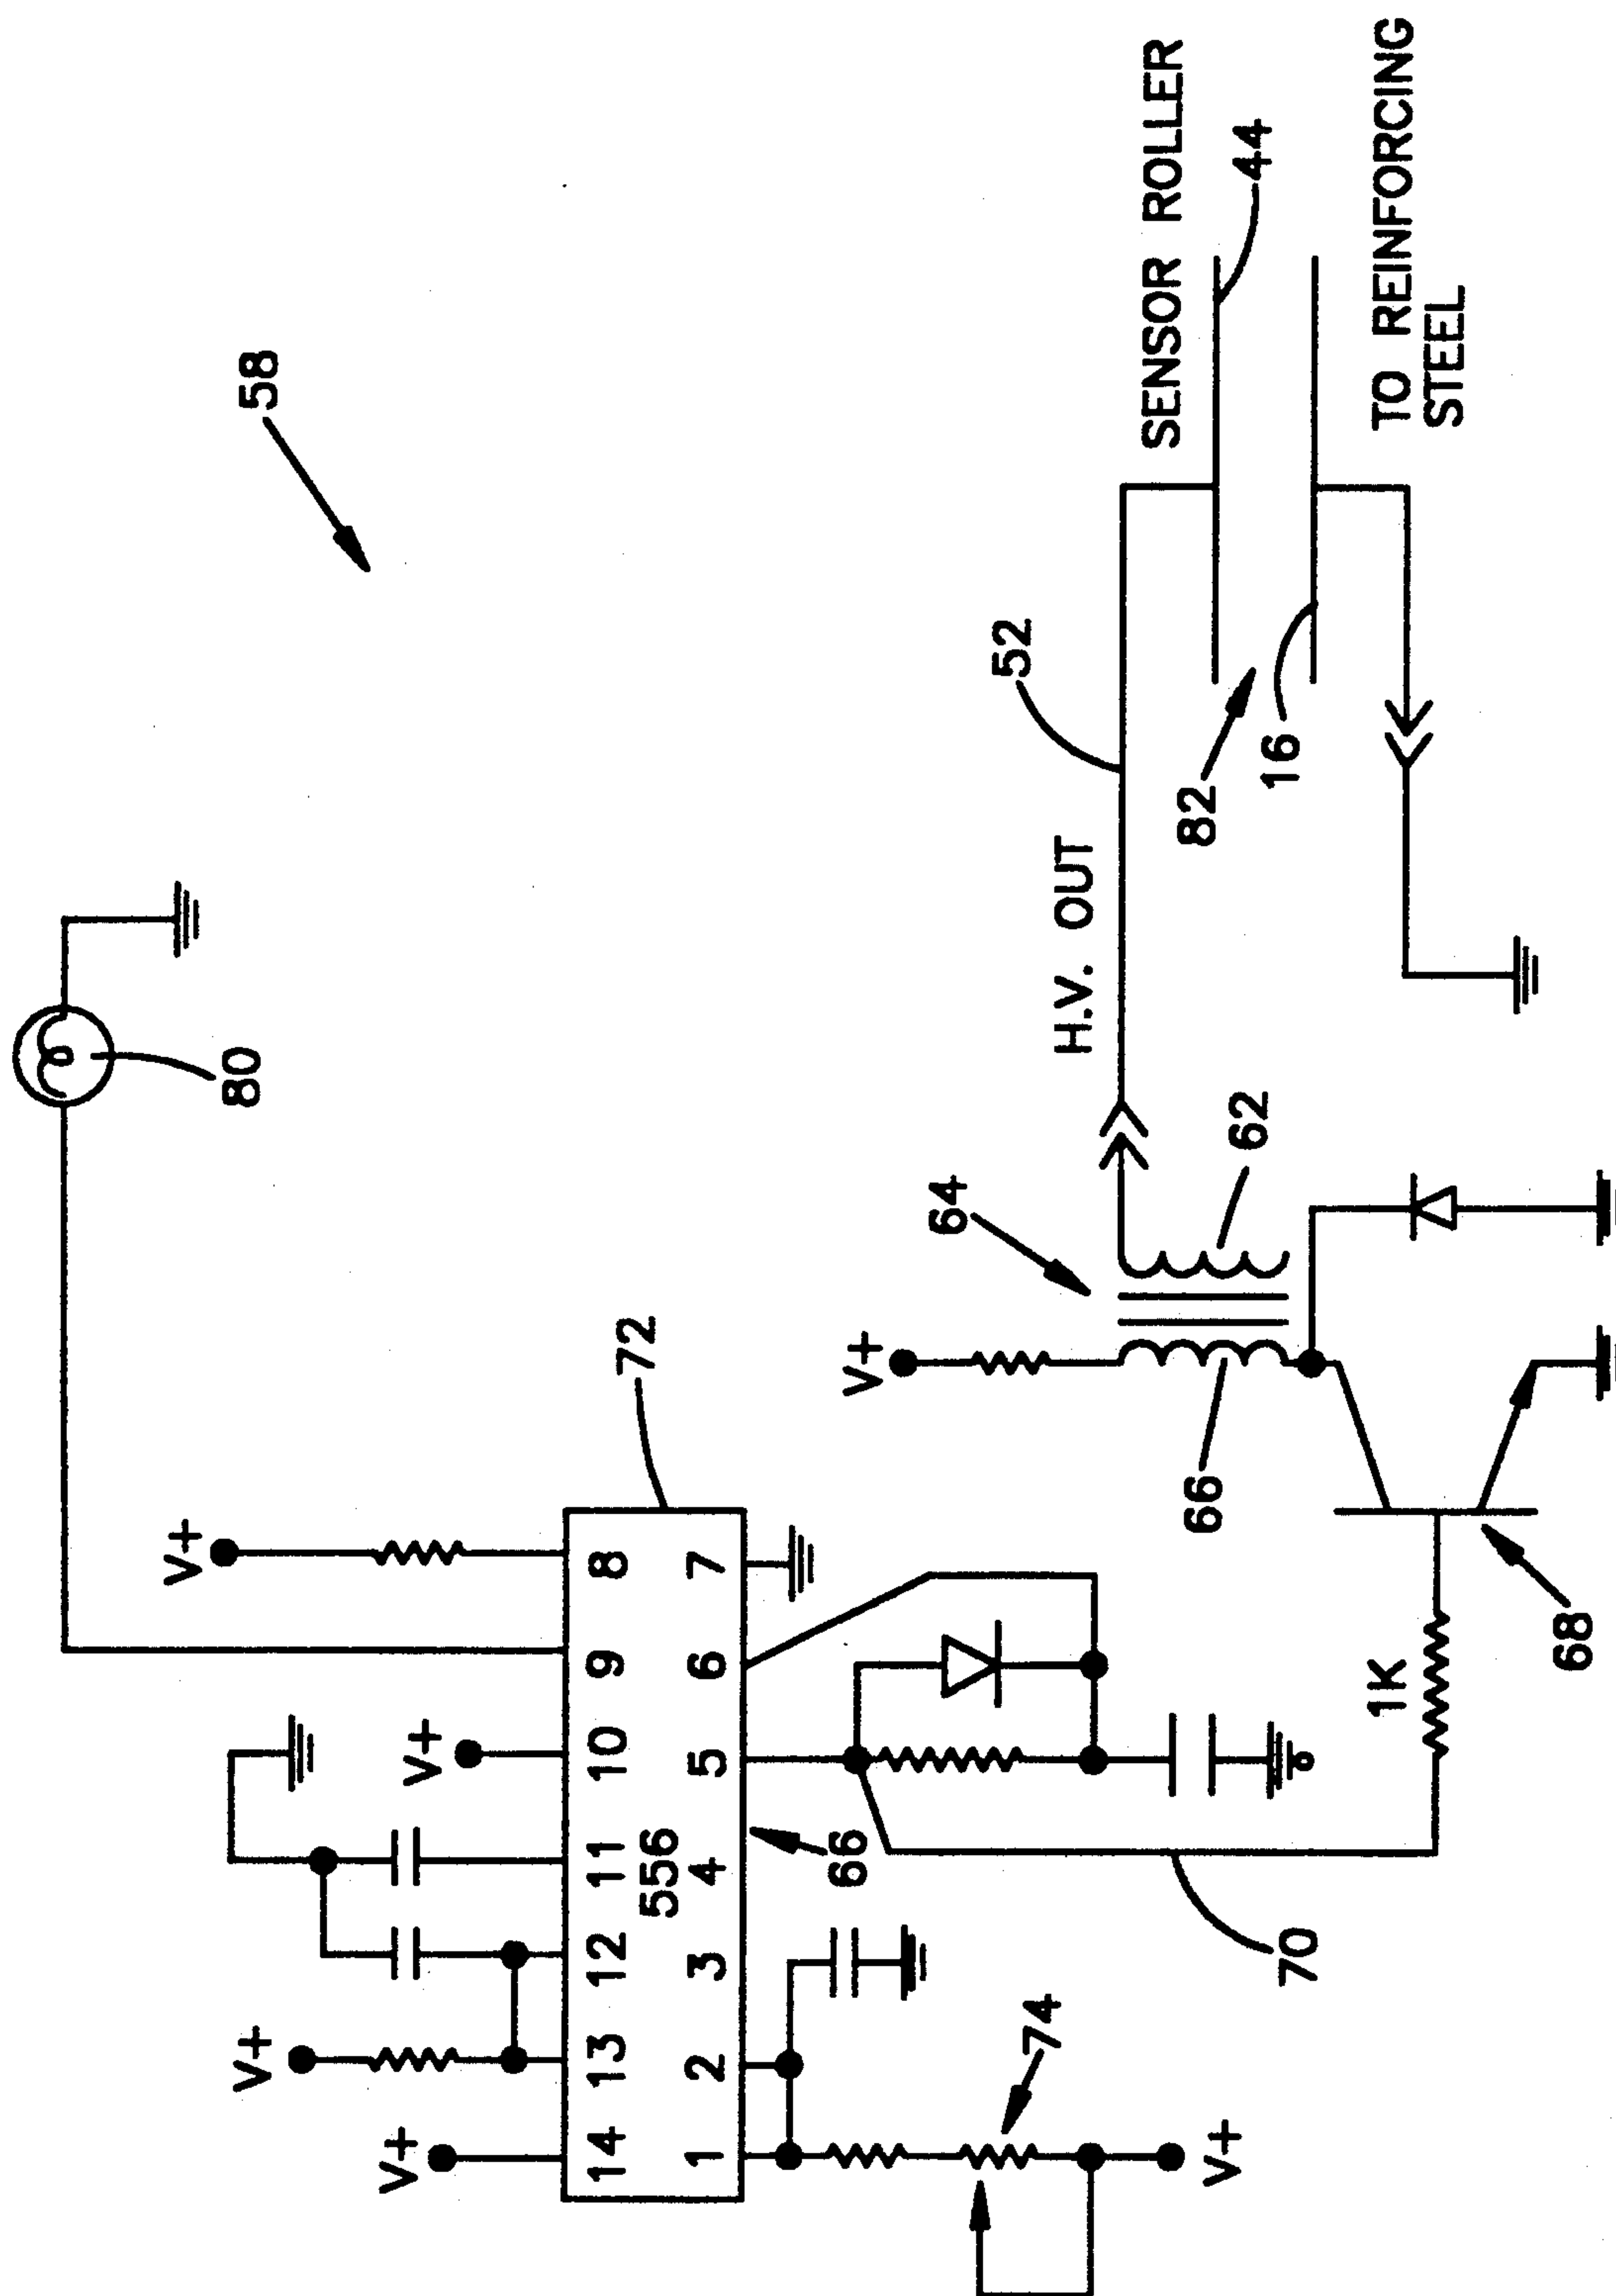 58
80
V+
V+
V+
V+
14 13 12 11 10 9 8
556
1 2 3 4 5 6 7
72
66
74
V+
70
1K
68
V+
66
64
62
H.V. OUT
52
SENSOR ROLLER
44
82
16
TO REINFORCING
STEEL